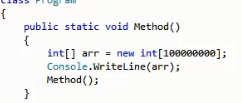 class Program
{
    public static void Method()
    {
        int[] arr = new int[100000000];
        Console.WriteLine(arr);
        Method();
    }